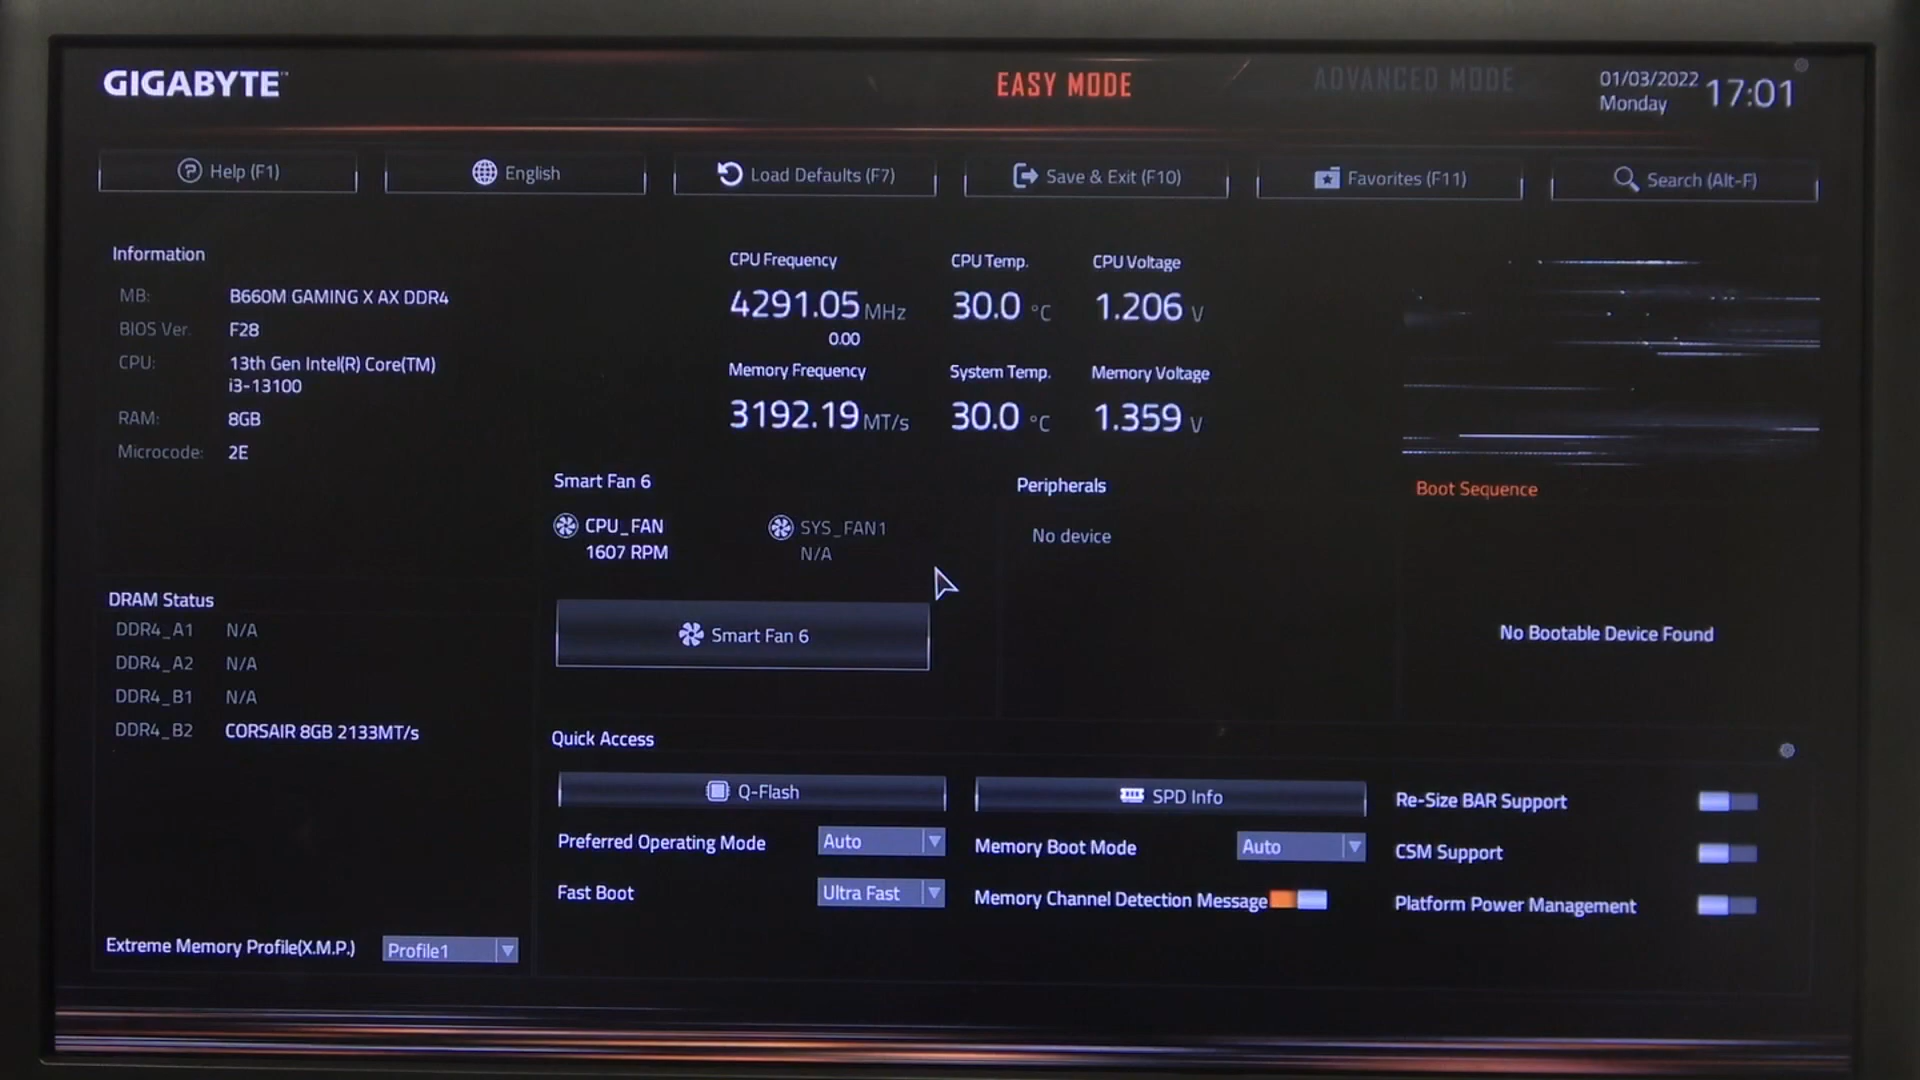 GIGABYTE™
EASY MODE
ADVANCED MODE
01/03/2022
Monday
17:01
Help (F1)
English
Load Defaults (F7)
Save & Exit (F10)
Favorites (F11)
Search (Alt-F)
Information
MB: B660M GAMING X AX DDR4
BIOS Ver. F28
CPU: 13th Gen Intel(R) Core(TM)
i3-13100
RAM: 8GB
Microcode: 2E
CPU Frequency
4291.05 MHz
0.00
CPU Temp.
30.0 °C
CPU Voltage
1.206 V
Memory Frequency
3192.19 MT/s
System Temp.
30.0 °C
Memory Voltage
1.359 V
Smart Fan 6
CPU_FAN
1607 RPM
SYS_FAN1
N/A
Smart Fan 6
Peripherals
No device
Boot Sequence
No Bootable Device Found
DRAM Status
DDR4_A1 N/A
DDR4_A2 N/A
DDR4_B1 N/A
DDR4_B2 CORSAIR 8GB 2133MT/s
Extreme Memory Profile(X.M.P.) Profile1
Quick Access
Q-Flash
SPD Info
Re-Size BAR Support
Preferred Operating Mode Auto
Memory Boot Mode Auto
CSM Support
Fast Boot Ultra Fast
Memory Channel Detection Message
Platform Power Management